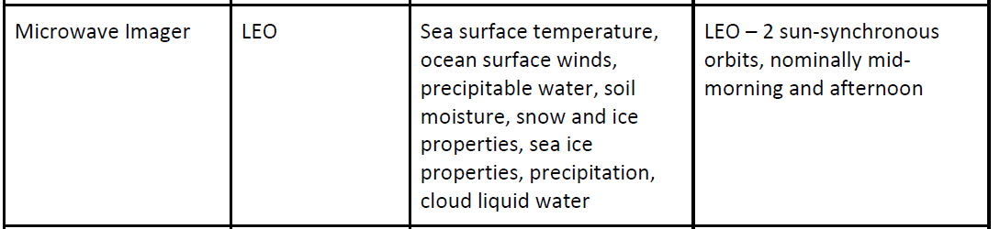 Microwave Imager
LEO
Sea surface temperature,
ocean surface winds,
precipitable water, soil
moisture, snow and ice
properties, sea ice
properties, precipitation,
cloud liquid water
LEO – 2 sun-synchronous
orbits, nominally mid-
morning and afternoon